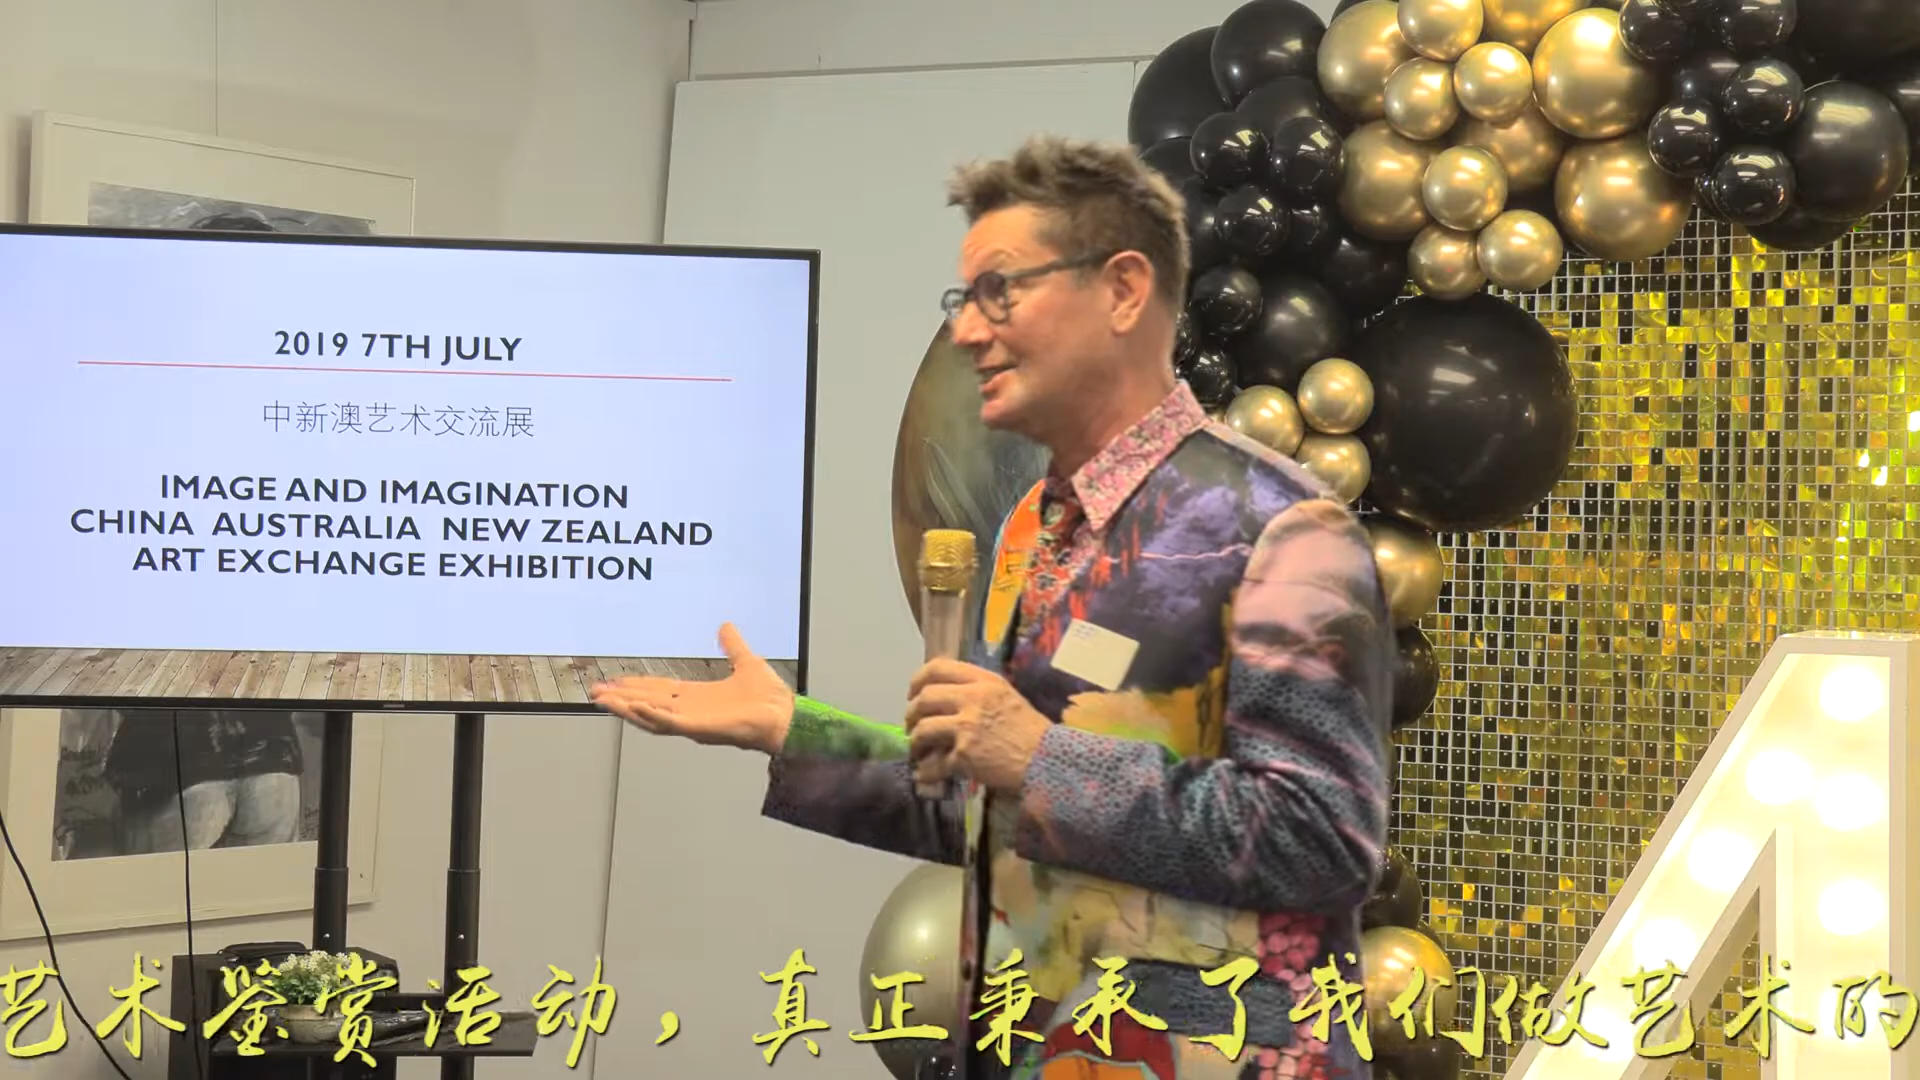 2019 7TH JULY
中新澳艺术交流展
IMAGE AND IMAGINATION
CHINA AUSTRALIA NEW ZEALAND
ART EXCHANGE EXHIBITION
艺术鉴赏活动，真正秉承了我们做艺术的